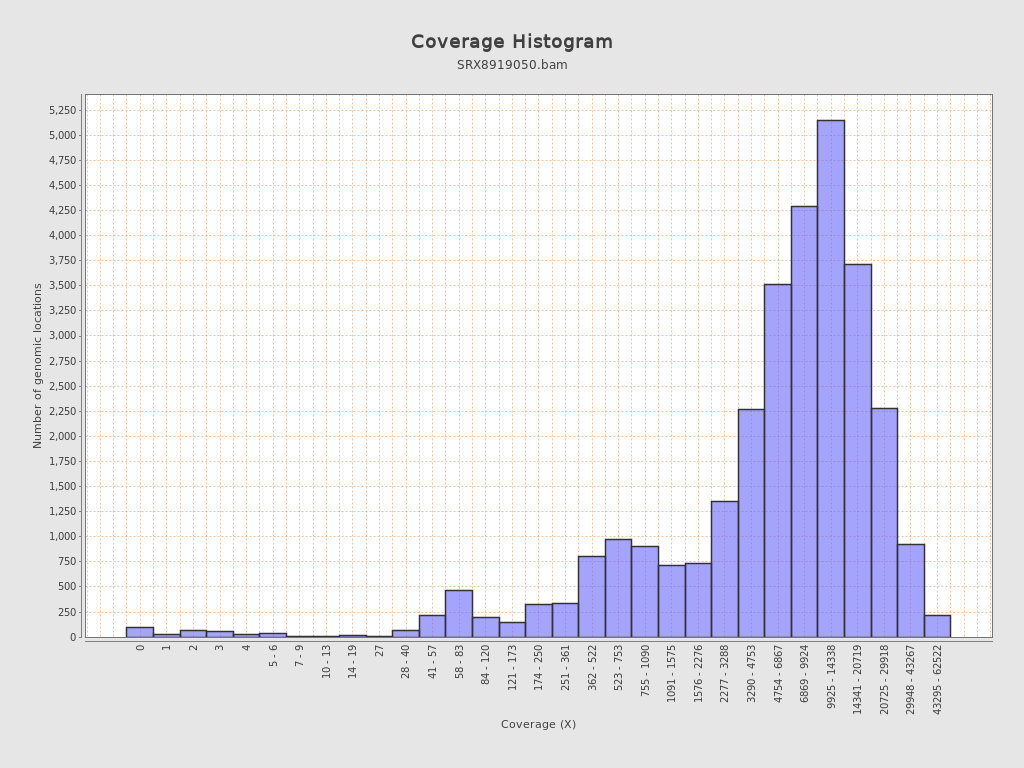 Coverage Histogram
SRX8919050.bam
Number of genomic locations
5,250
5,000
4,750
4,500
4,250
4,000
3,750
3,500
3,250
3,000
2,750
2,500
2,250
2,000
1,750
1,500
1,250
1,000
750
500
250
0
0
1
2
3
4
5 - 6
7 - 9
10 - 13
14 - 19
27
28 - 40
41 - 57
58 - 83
84 - 120
121 - 173
174 - 250
251 - 361
362 - 522
523 - 753
755 - 1090
1091 - 1575
1576 - 2276
2277 - 3288
3290 - 4753
4754 - 6867
6869 - 9924
9925 - 14338
14341 - 20719
20725 - 29918
29948 - 43267
43295 - 62522
Coverage (X)